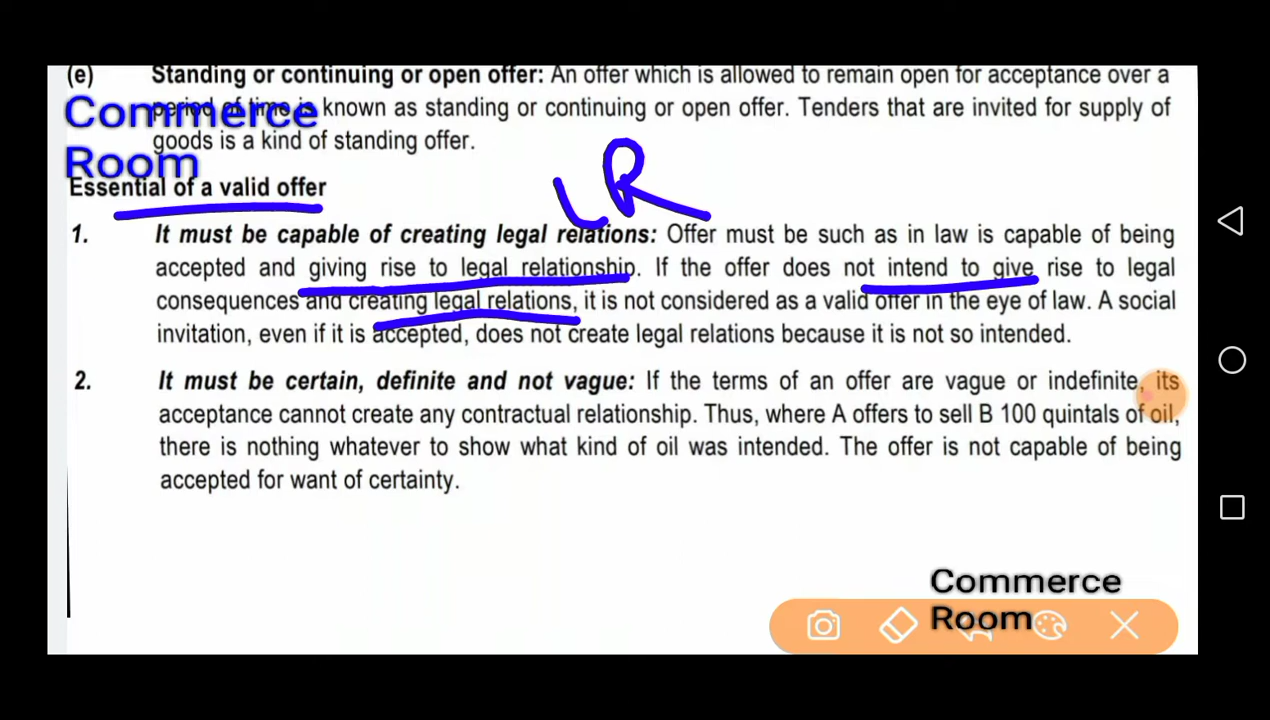 (e) Standing or continuing or open offer: An offer which is allowed to remain open for acceptance over a
period of time is known as standing or continuing or open offer. Tenders that are invited for supply of
goods is a kind of standing offer.
Commerce
Room
Essential of a valid offer
LR
1. It must be capable of creating legal relations: Offer must be such as in law is capable of being
accepted and giving rise to legal relationship. If the offer does not intend to give rise to legal
consequences and creating legal relations, it is not considered as a valid offer in the eye of law. A social
invitation, even if it is accepted, does not create legal relations because it is not so intended.
2. It must be certain, definite and not vague: If the terms of an offer are vague or indefinite, its
acceptance cannot create any contractual relationship. Thus, where A offers to sell B 100 quintals of oil,
there is nothing whatever to show what kind of oil was intended. The offer is not capable of being
accepted for want of certainty.
Commerce
Room